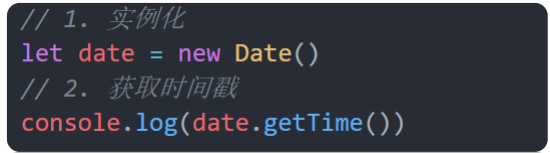 // 1. 实例化
let date = new Date()
// 2. 获取时间戳
console.log(date.getTime())